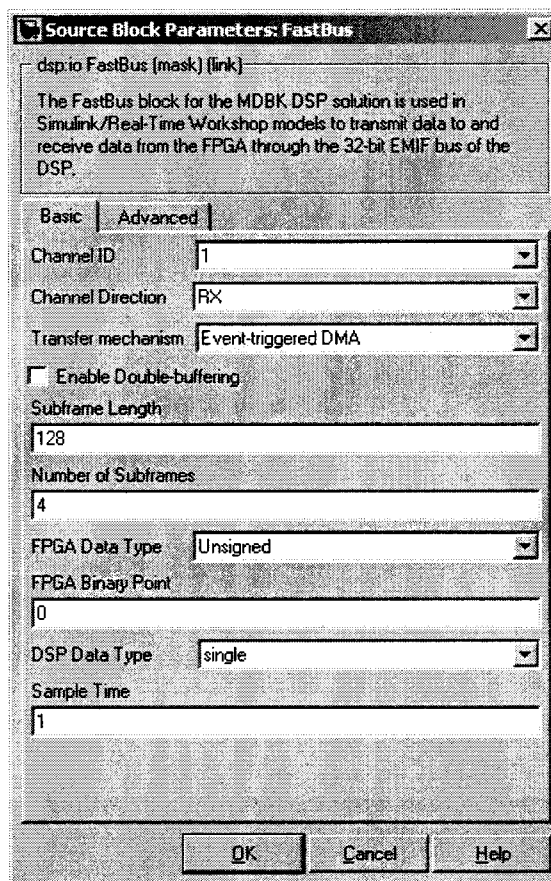 Source Block Parameters: FastBus
dsp:io FastBus (mask) (link)
The FastBus block for the MDBK DSP solution is used in
Simulink/Real-Time Workshop models to transmit data to and
receive data from the FPGA through the 32-bit EMIF bus of the
DSP.
Basic Advanced
Channel ID 1
Channel Direction RX
Transfer mechanism Event-triggered DMA
Enable Double-buffering
Subframe Length
128
Number of Subframes
4
FPGA Data Type Unsigned
FPGA Binary Point
0
DSP Data Type single
Sample Time
1
OK Cancel Help